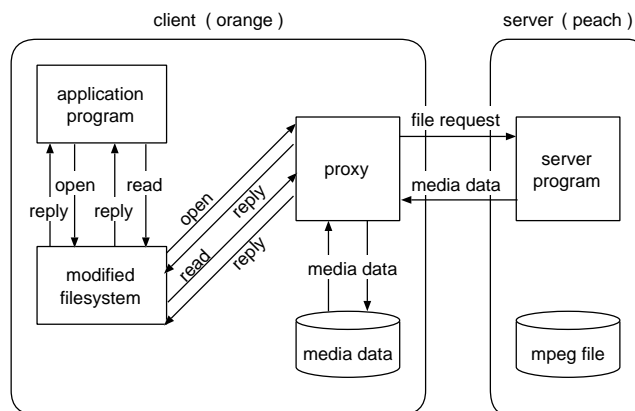 client ( orange )
server ( peach )
application
program
open
read
reply
reply
modified
filesystem
open
reply
read
reply
proxy
file request
media data
server
program
media data
media data
mpeg file